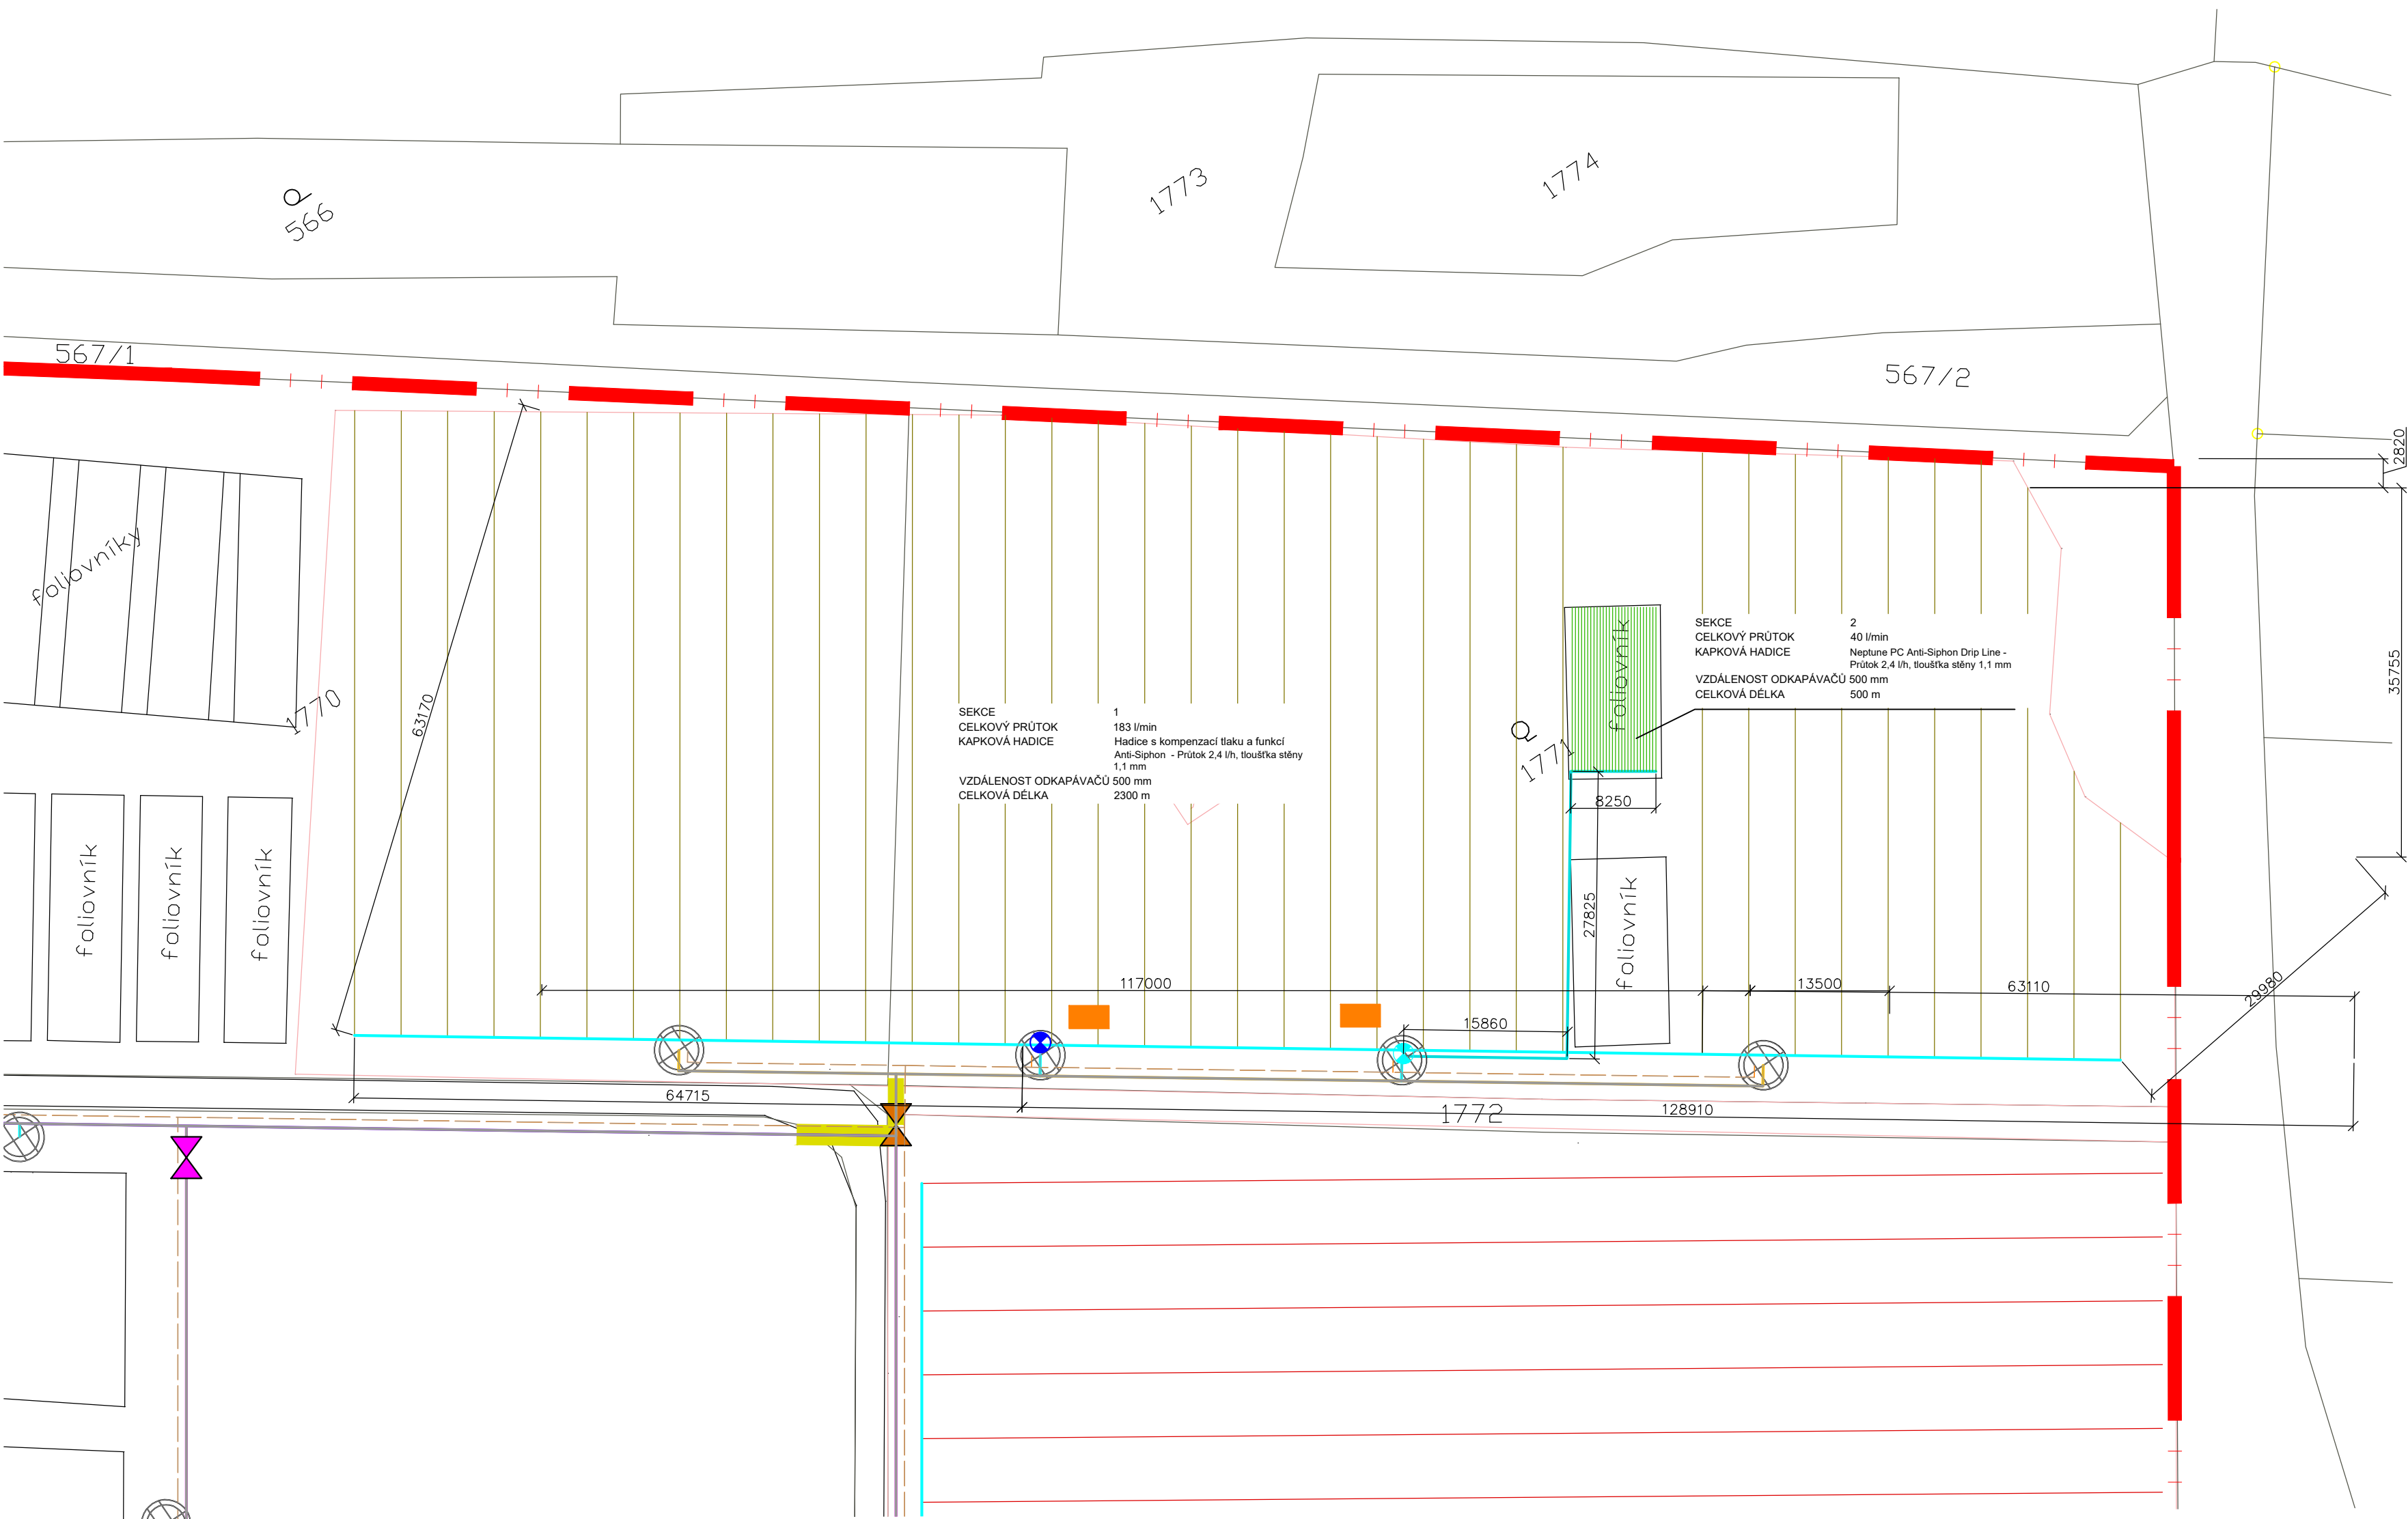 Q
566
1773
1774
567/1
567/2
2820
foliovníky
1770
63170
35755
SEKCE 1
CELKOVÝ PRŮTOK 183 l/min
KAPKOVÁ HADICE Hadice s kompenzací tlaku a funkcí
Anti-Siphon - Průtok 2,4 l/h, tloušťka stěny
1,1 mm
VZDÁLENOST ODKAPÁVAČŮ 500 mm
CELKOVÁ DÉLKA 2300 m
Q
1771
foliovník
SEKCE 2
CELKOVÝ PRŮTOK 40 l/min
KAPKOVÁ HADICE Neptune PC Anti-Siphon Drip Line -
Průtok 2,4 l/h, tloušťka stěny 1,1 mm
VZDÁLENOST ODKAPÁVAČŮ 500 mm
CELKOVÁ DÉLKA 500 m
8250
27825
foliovník
foliovník
foliovník
foliovník
117000
13500
63110
29980
15860
64715
1772
128910